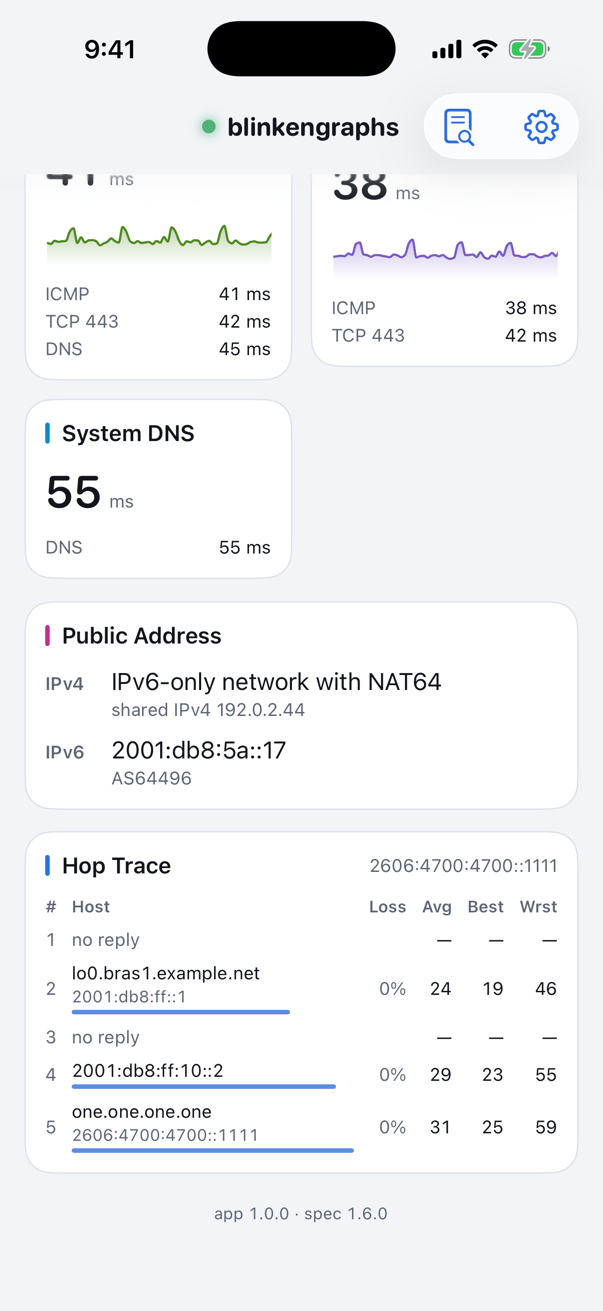 9:41
blinkengraphs
41 ms
38 ms
ICMP 41 ms
TCP 443 42 ms
DNS 45 ms
ICMP 38 ms
TCP 443 42 ms
System DNS
55 ms
DNS 55 ms
Public Address
IPv4 IPv6-only network with NAT64
shared IPv4 192.0.2.44
IPv6 2001:db8:5a::17
AS64496
Hop Trace 2606:4700:4700::1111
# Host Loss Avg Best Wrst
1 no reply — — —
2 lo0.bras1.example.net 0% 24 19 46
2001:db8:ff::1
3 no reply — — —
4 2001:db8:ff:10::2 0% 29 23 55
5 one.one.one.one 0% 31 25 59
2606:4700:4700::1111
app 1.0.0 · spec 1.6.0